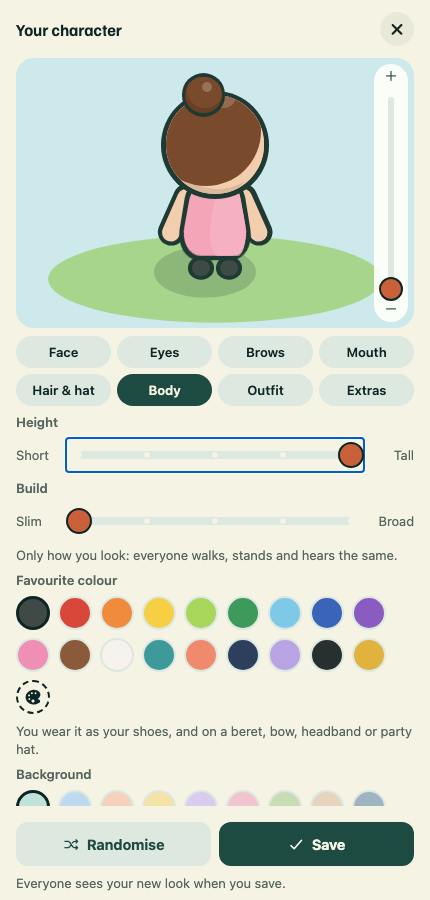 Your character
Face
Eyes
Brows
Mouth
Hair & hat
Body
Outfit
Extras
Height
Short
Tall
Build
Slim
Broad
Only how you look: everyone walks, stands and hears the same.
Favourite colour
You wear it as your shoes, and on a beret, bow, headband or party
hat.
Background
Randomise
Save
Everyone sees your new look when you save.